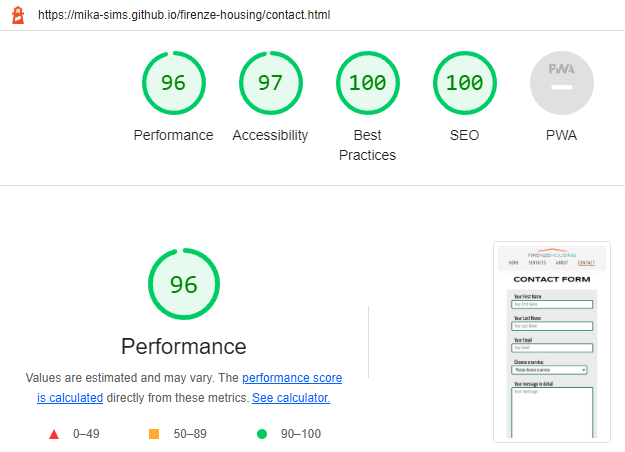 https://mika-sims.github.io/firenze-housing/contact.html
96
97
100
100
PWA
Performance
Accessibility
Best
Practices
SEO
PWA
96
Performance
Values are estimated and may vary. The performance score
is calculated directly from these metrics. See calculator.
0–49
50–89
90–100
FIRENZEHOUSING
HOME SERVICES ABOUT CONTACT
CONTACT FORM
Your First Name
Your First Name
Your Last Name
Your Last Name
Your Email
Your Email
Choose a service:
Please choose a service
Your message in detail
Your message